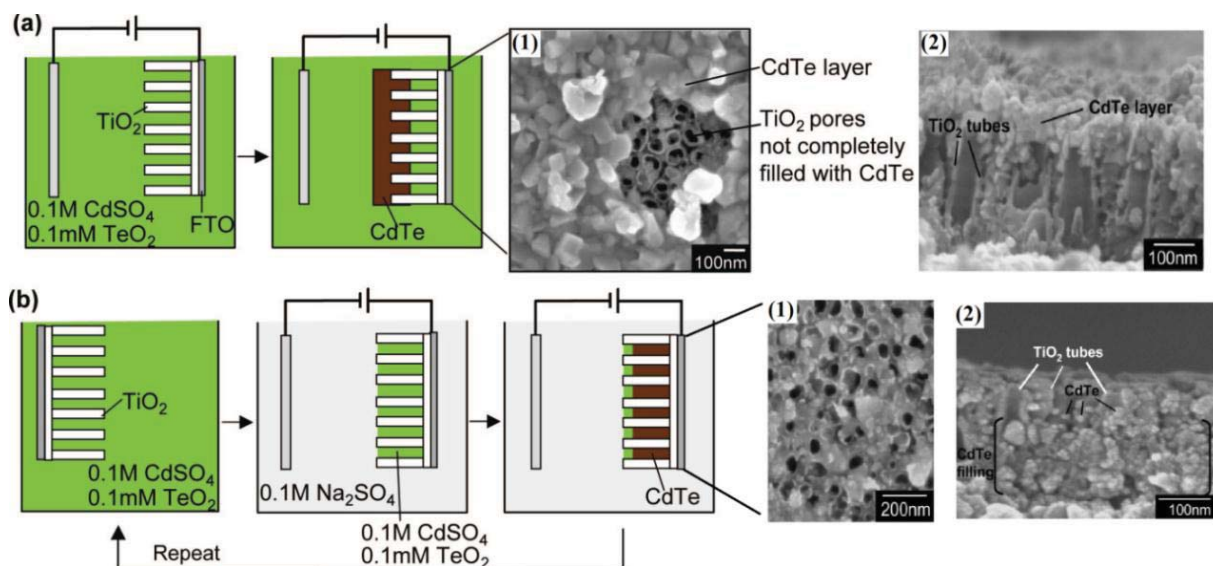 (a)
TiO₂
0.1M CdSO₄
0.1mM TeO₂
FTO
CdTe
(1)
CdTe layer
TiO₂ pores
not completely
filled with CdTe
100nm
(2)
TiO₂ tubes
CdTe layer
100nm
(b)
TiO₂
0.1M CdSO₄
0.1mM TeO₂
0.1M Na₂SO₄
0.1M CdSO₄
0.1mM TeO₂
CdTe
Repeat
(1)
200nm
(2)
TiO₂ tubes
CdTe
CdTe
filling
100nm